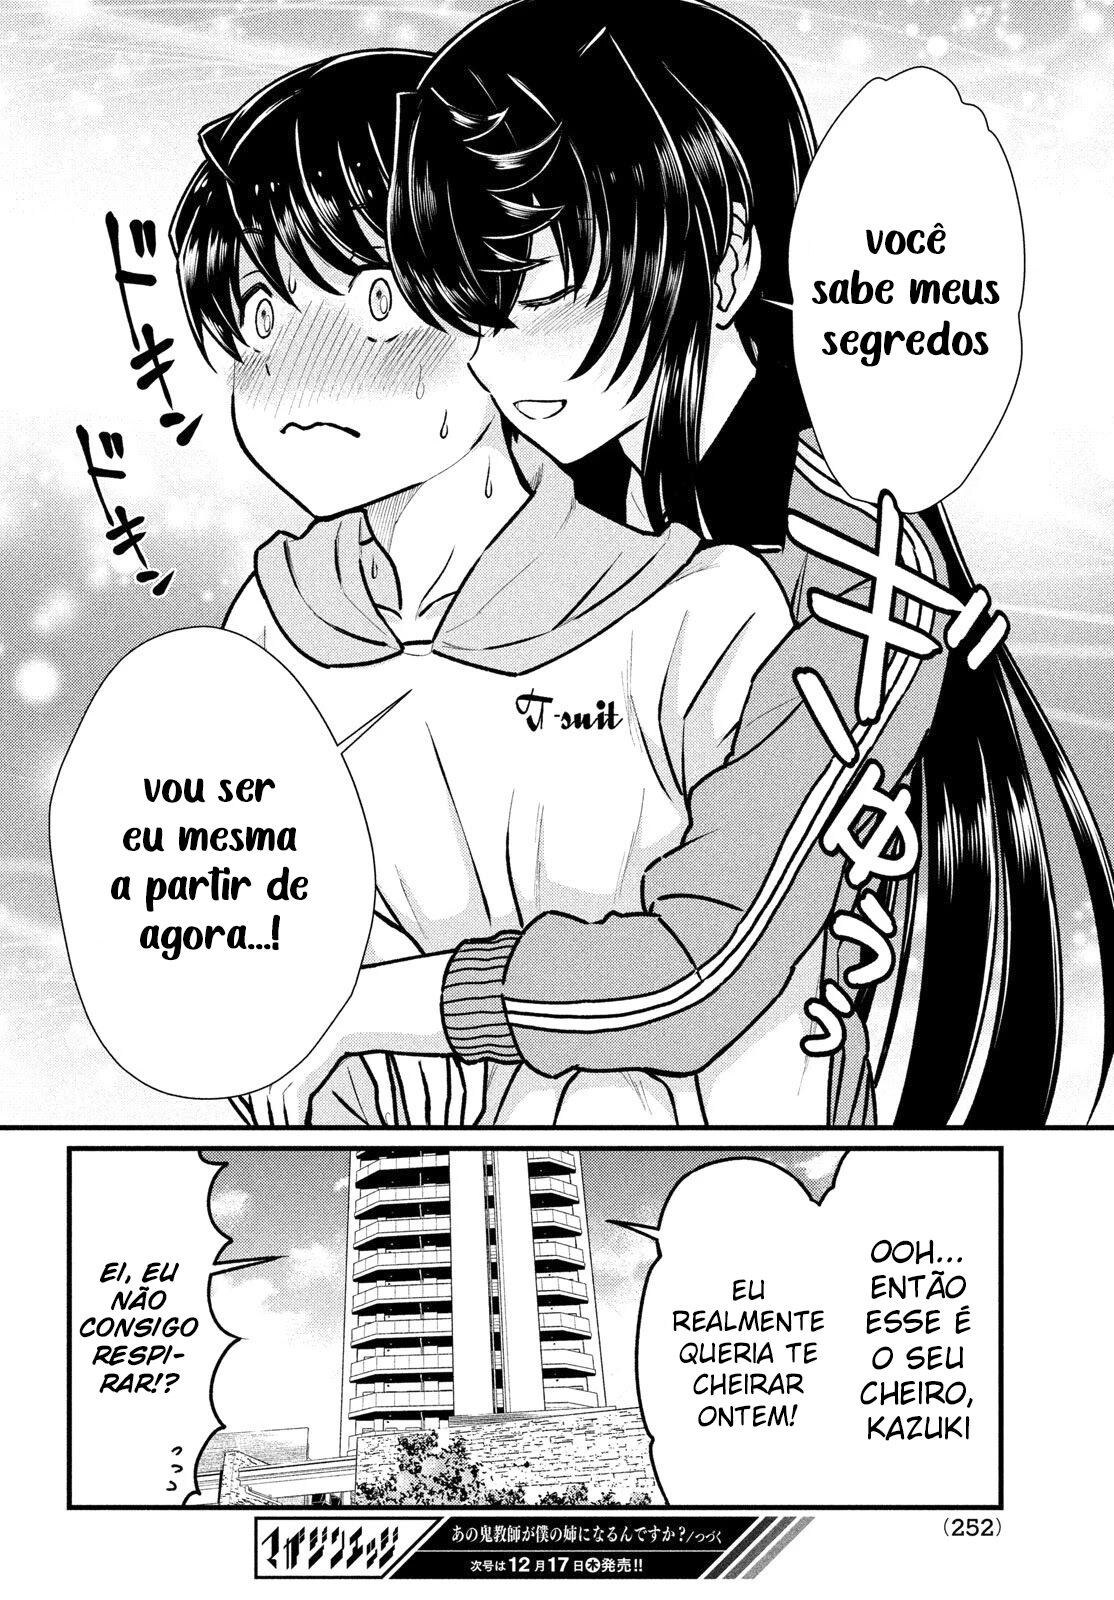 você
sabe meus
segredos
ドキン
ドキン
ギュうぅぅ
T-suit
vou ser
eu mesma
a partir de
agora...!
OOH...
ENTÃO
ESSE É
O SEU
CHEIRO,
KAZUKI
EU
REALMENTE
QUERIA TE
CHEIRAR
ONTEM!
EI, EU
NÃO
CONSIGO
RESPI-
RAR!?
マガジンエッジ
あの鬼教師が僕の姉になるんですか?/つづく
次号は12月17日木発売!!
(252)